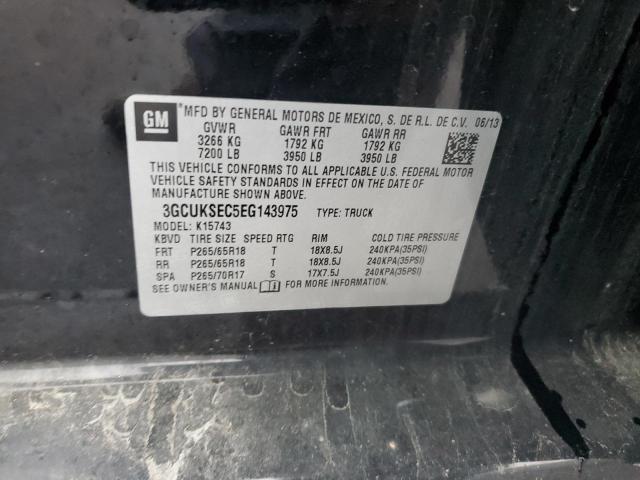 GM *MFD BY GENERAL MOTORS DE MEXICO, S. DE R.L. DE C.V. 06/13
GVWR GAWR FRT GAWR RR
3266 KG 1792 KG 1792 KG
7200 LB 3950 LB 3950 LB
THIS VEHICLE CONFORMS TO ALL APPLICABLE U.S. FEDERAL MOTOR
VEHICLE SAFETY STANDARDS IN EFFECT ON THE DATE OF
MANUFACTURE SHOWN ABOVE.
3GCUKSEC5EG143975 TYPE: TRUCK
MODEL: K15743
KBVD TIRE SIZE SPEED RTG RIM COLD TIRE PRESSURE
FRT P265/65R18 T 18X8.5J 240KPA(35PSI)
RR P265/65R18 T 18X8.5J 240KPA(35PSI)
SPA P265/70R17 S 17X7.5J 240KPA(35PSI)
SEE OWNER'S MANUAL FOR MORE INFORMATION.